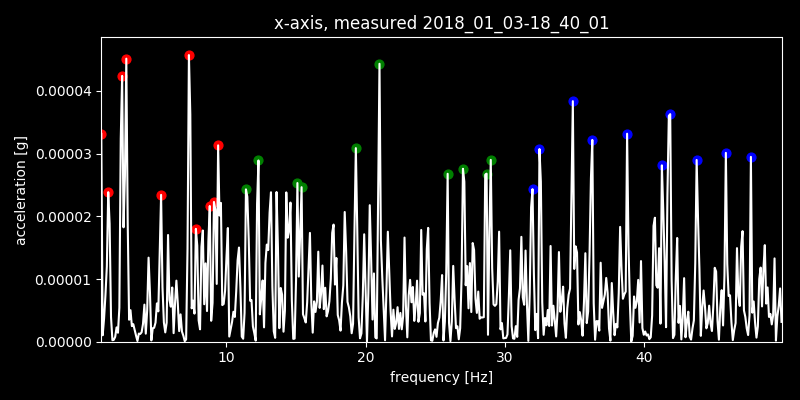 x-axis, measured 2018_01_03-18_40_01
acceleration [g]
0.00004
0.00003
0.00002
0.00001
0.00000
10 20 30 40
frequency [Hz]